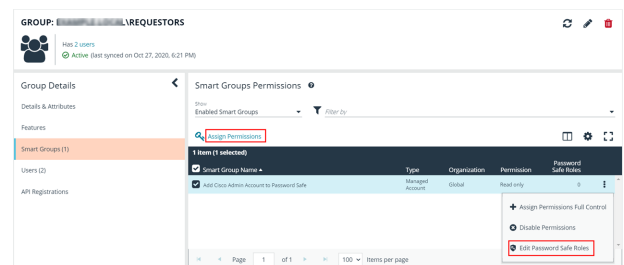 GROUP: \REQUESTORS
Has 2 users
Active (last synced on Oct 27, 2020, 6:21 PM)
Group Details
Details & Attributes
Features
Smart Groups (1)
Users (2)
API Registrations
Smart Groups Permissions
Show
Enabled Smart Groups
Filter by
Assign Permissions
1 item (1 selected)
Smart Group Name Type Organization Permission Password Safe Roles
Add Cisco Admin Account to Password Safe Managed Account Global Read only 0
Assign Permissions Full Control
Disable Permissions
Edit Password Safe Roles
Page 1 of 1 100 Items per page